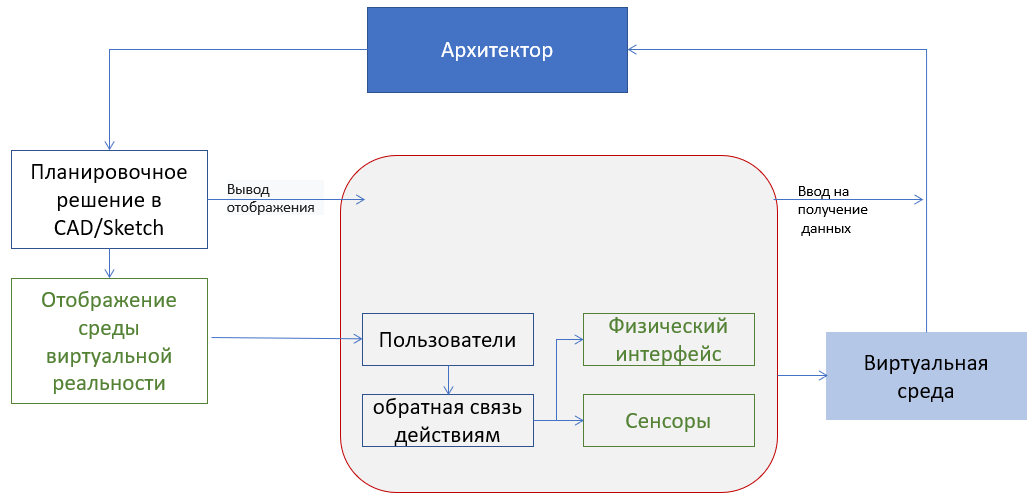 Архитектор
Планировочное
решение в
CAD/Sketch
Вывод
отображения
Ввод на
получение
данных
Отображение
среды
виртуальной
реальности
Пользователи
Физический
интерфейс
обратная связь
действиям
Сенсоры
Виртуальная
среда